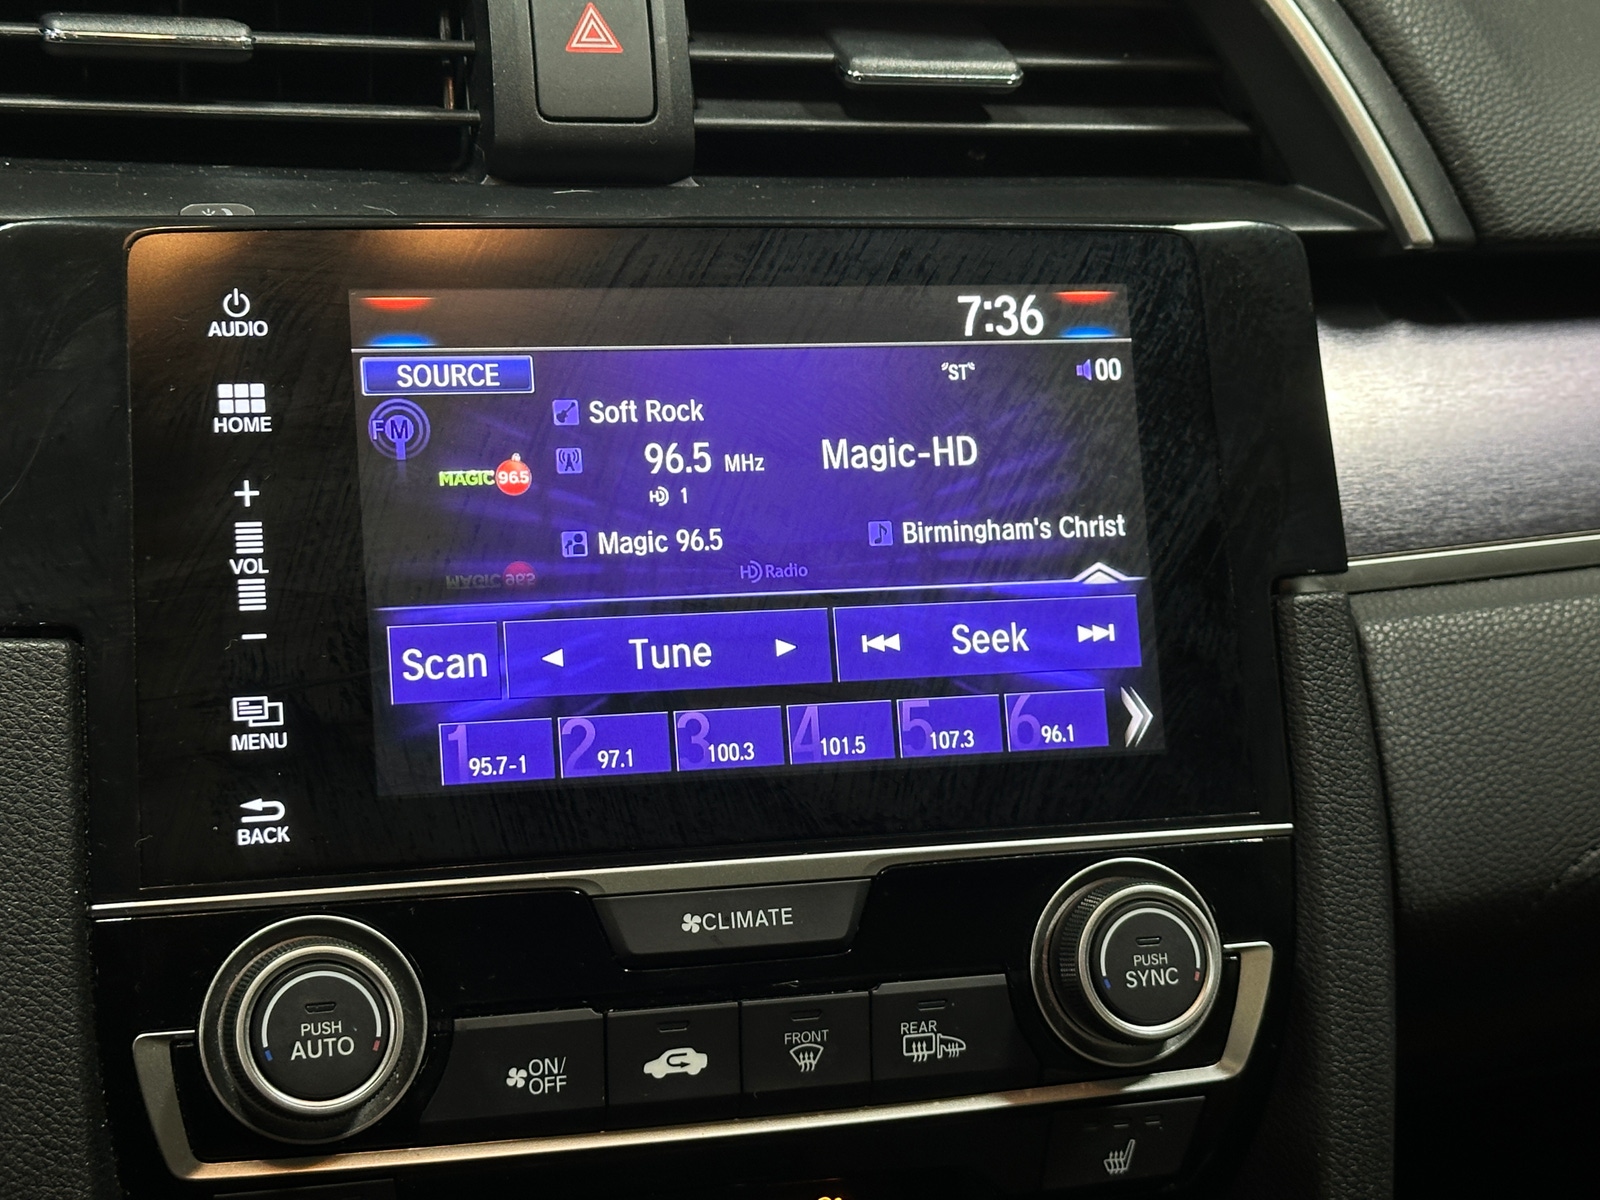 AUDIO
HOME
+
VOL
−
MENU
BACK
7:36
SOURCE
"ST"
00
FM
Soft Rock
MAGIC 96.5
96.5 MHz
Magic-HD
HD 1
Magic 96.5
Birmingham's Christ
HD Radio
Scan
Tune
Seek
1 95.7-1
2 97.1
3 100.3
4 101.5
5 107.3
6 96.1
CLIMATE
PUSH
AUTO
ON/
OFF
FRONT
REAR
PUSH
SYNC